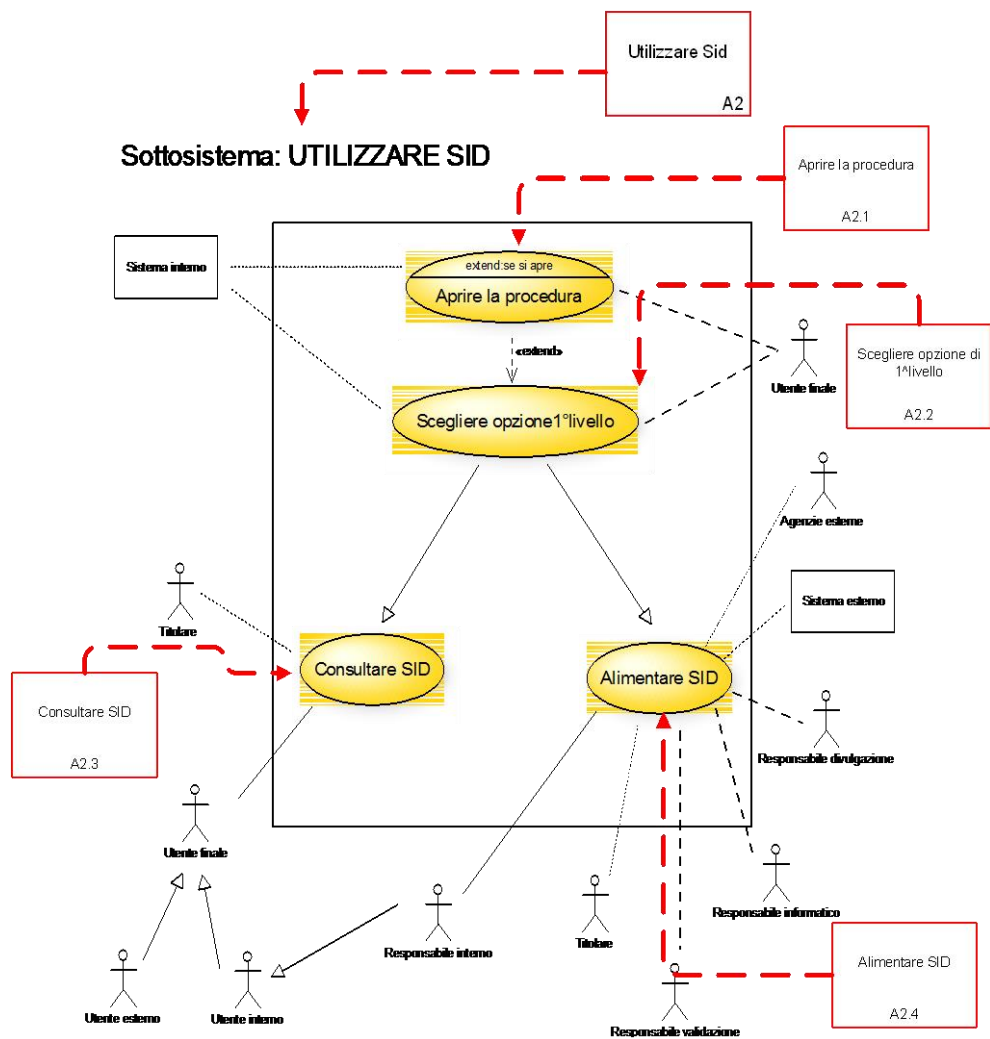 Utilizzare Sid
A2
Sottosistema: UTILIZZARE SID
Aprire la procedura
A2.1
Sistema interno
extend:se si apre
Aprire la procedura
«extend»
Utente finale
Scegliere opzione di
1^livello
A2.2
Scegliere opzione1°livello
Agenzie esterne
Titolare
Sistema esterno
Consultare SID
Alimentare SID
Consultare SID
A2.3
Responsabile divulgazione
Utente finale
Responsabile interno
Titolare
Responsabile informatico
Utente esterno
Utente interno
Responsabile validazione
Alimentare SID
A2.4